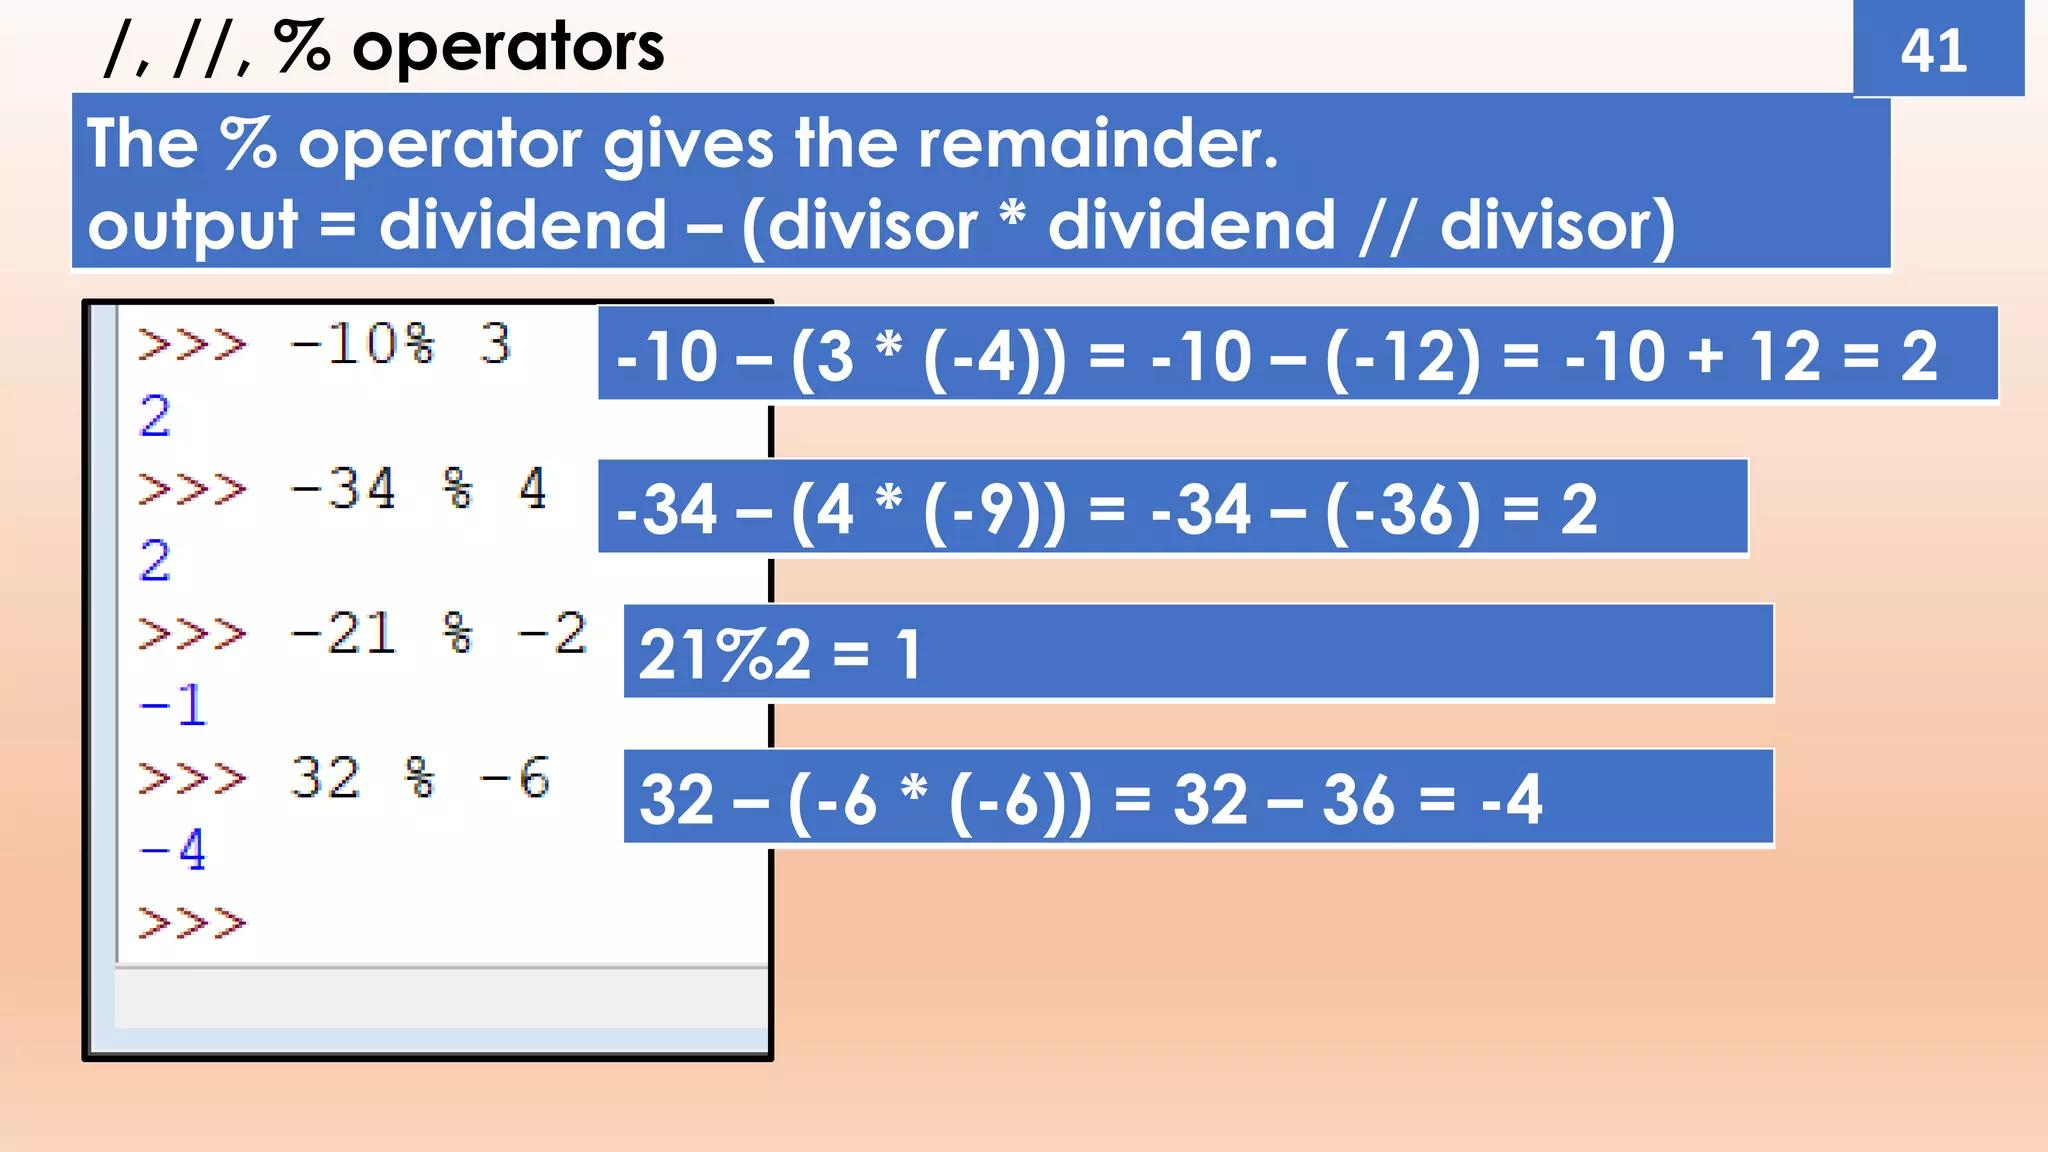 /, //, % operators
41
The % operator gives the remainder.
output = dividend – (divisor * dividend // divisor)
>>> -10% 3
-10 – (3 * (-4)) = -10 – (-12) = -10 + 12 = 2
2
>>> -34 % 4
-34 – (4 * (-9)) = -34 – (-36) = 2
2
>>> -21 % -2
21%2 = 1
-1
>>> 32 % -6
32 – (-6 * (-6)) = 32 – 36 = -4
-4
>>>